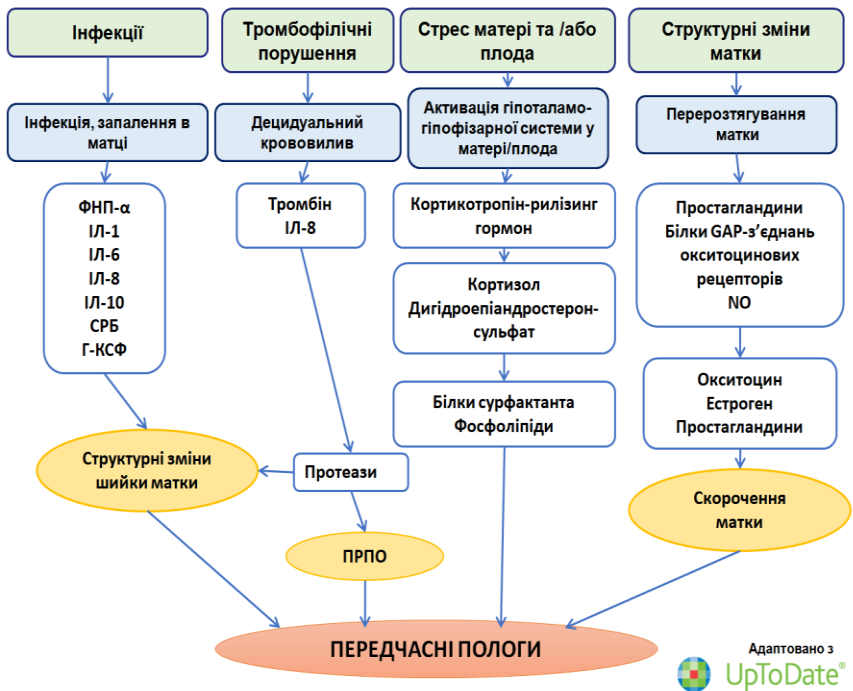 Інфекції
Тромбофілічні
порушення
Стрес матері та /або
плода
Структурні зміни
матки
Інфекція, запалення в
матці
Децидуальний
крововилив
Активація гіпоталамо-
гіпофізарної системи у
матері/плода
Перерозтягування
матки
ФНП-α
ІЛ-1
ІЛ-6
ІЛ-8
ІЛ-10
СРБ
Г-КСФ
Тромбін
ІЛ-8
Кортикотропін-рилізинг
гормон
Кортизол
Дигідроепіандростерон-
сульфат
Білки сурфактанта
Фосфоліпіди
Простагландини
Білки GAP-з’єднань
окситоцинових
рецепторів
NO
Окситоцин
Естроген
Простагландини
Структурні зміни
шийки матки
Протеази
ПРПО
Скорочення
матки
ПЕРЕДЧАСНІ ПОЛОГИ
Адаптовано з
UpToDate®